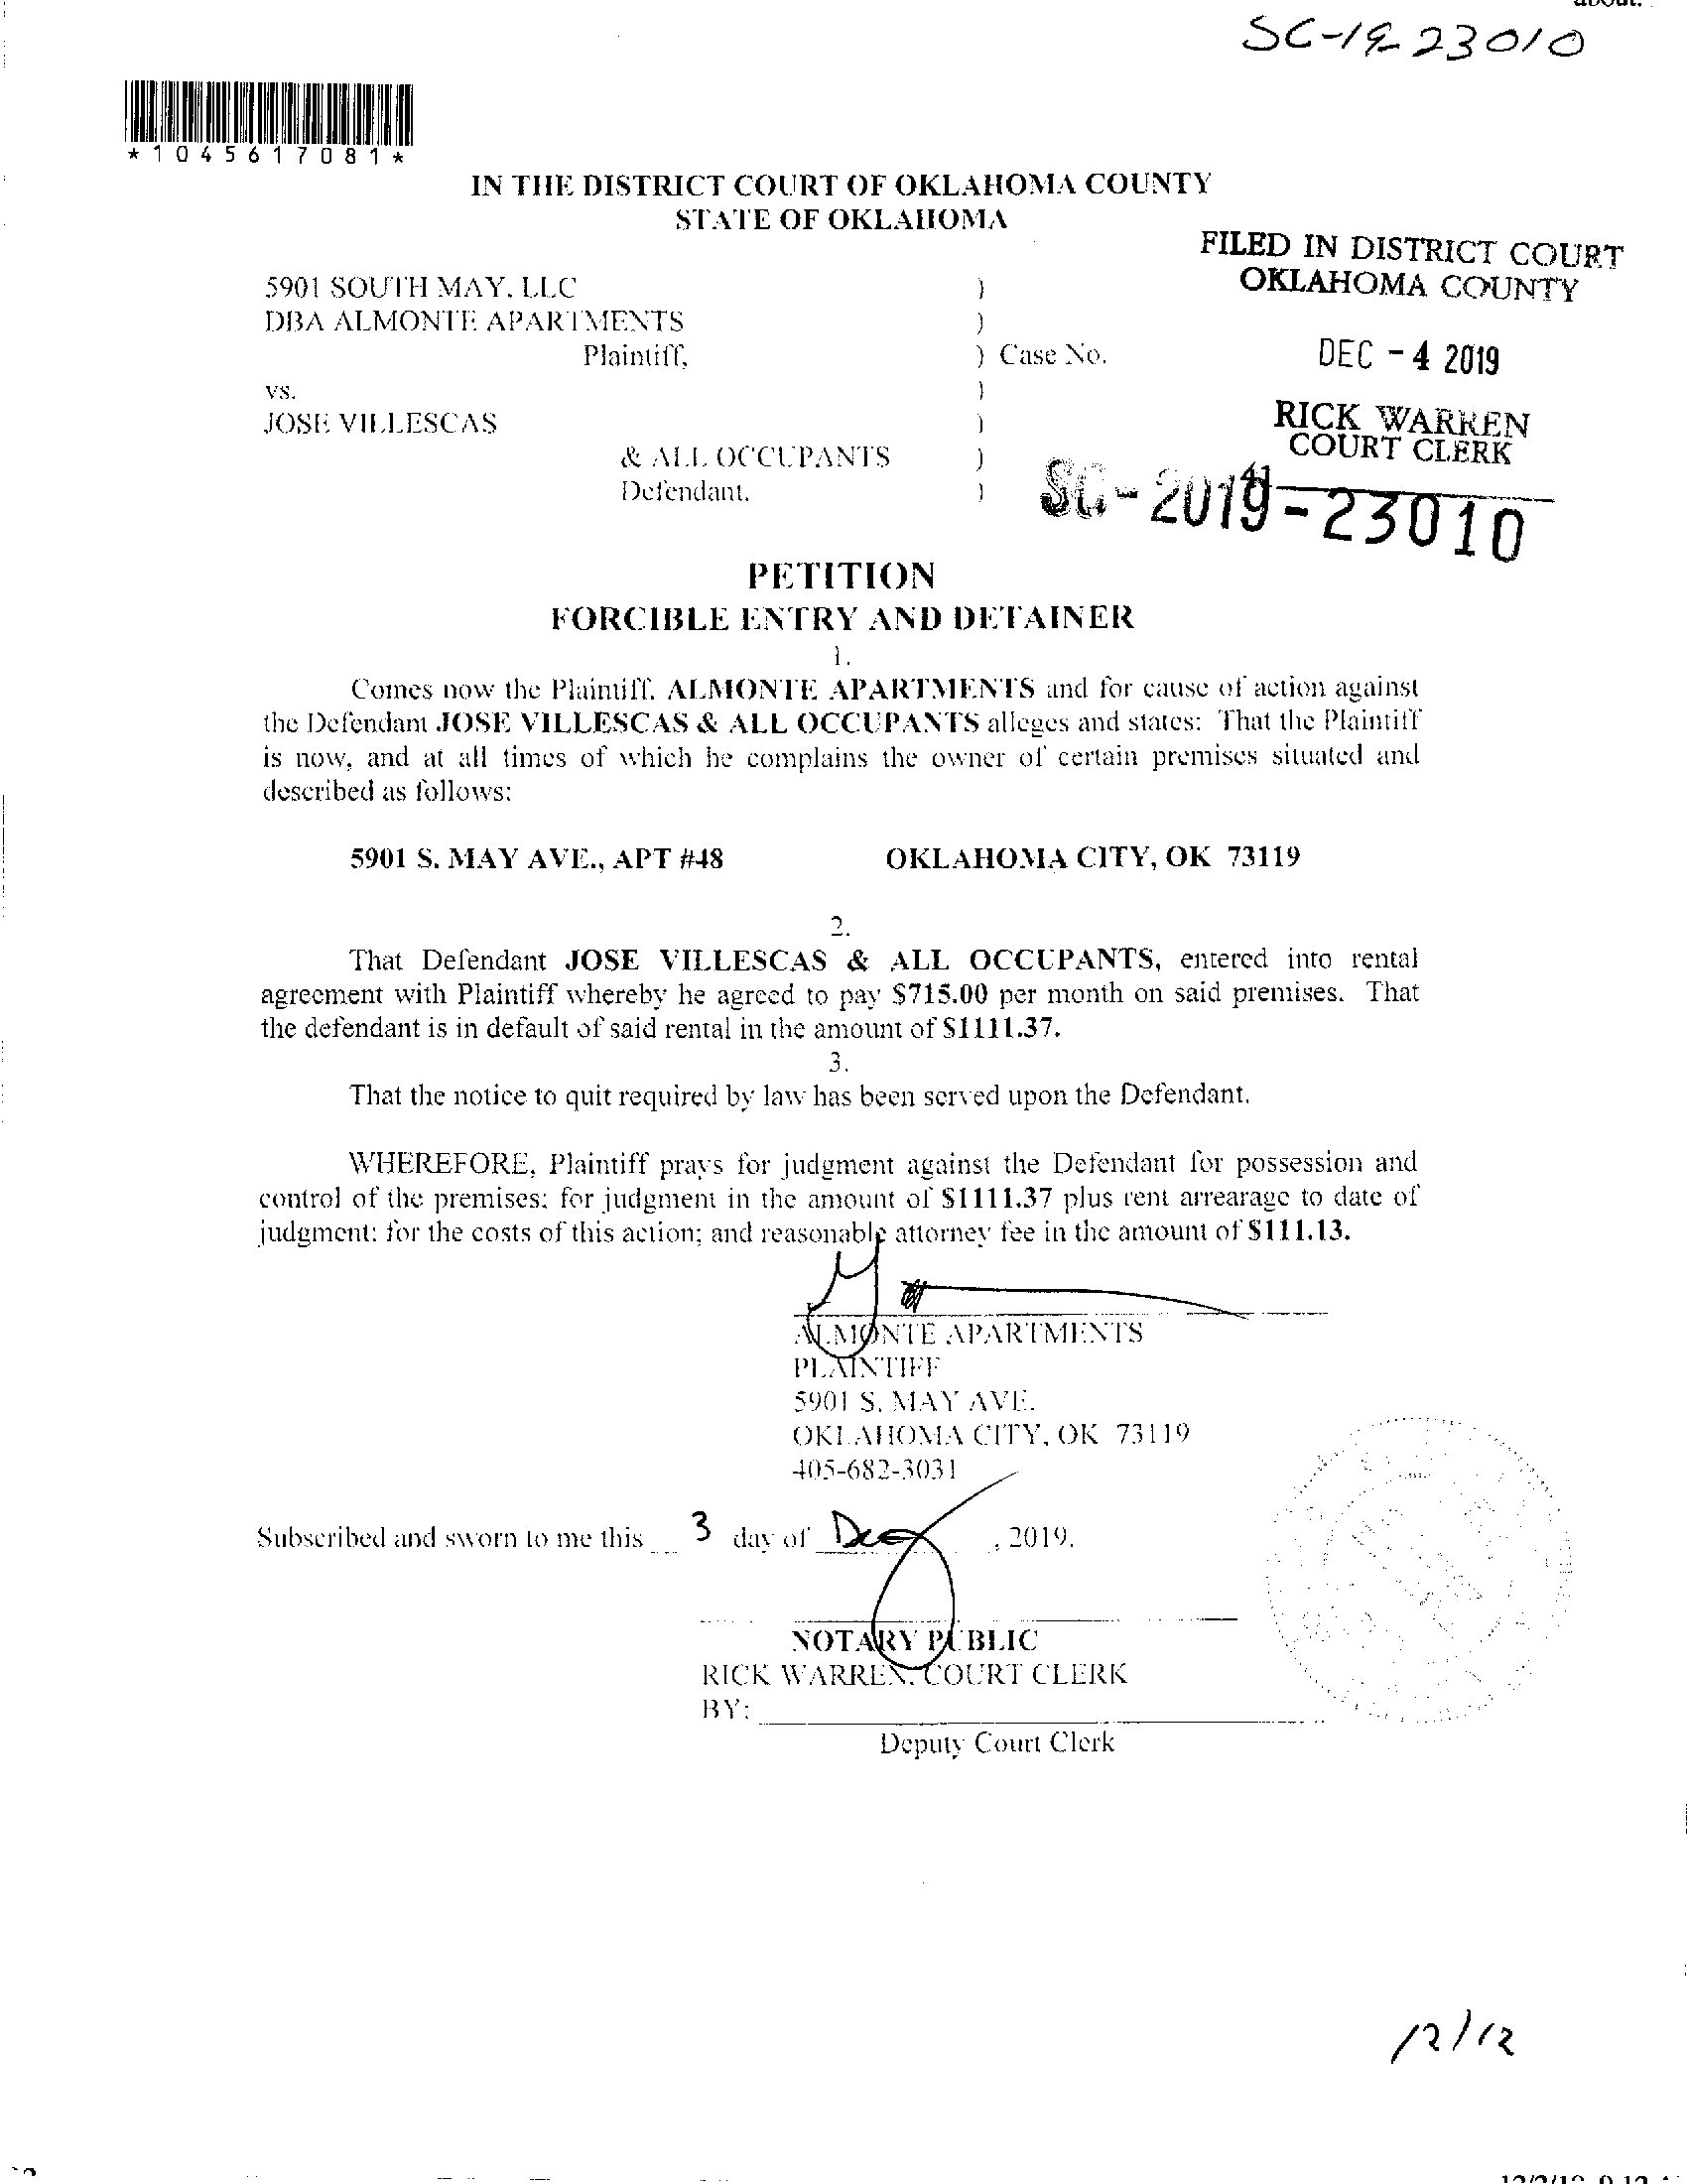 about.
SC-19-23010
*1045617081*
IN THE DISTRICT COURT OF OKLAHOMA COUNTY
STATE OF OKLAHOMA
FILED IN DISTRICT COURT
OKLAHOMA COUNTY
5901 SOUTH MAY, LLC )
DBA ALMONTE APARTMENTS )
Plaintiff, ) Case No.
DEC - 4 2019
vs. )
JOSE VILLESCAS )
RICK WARREN
COURT CLERK
& ALL OCCUPANTS )
Defendant. )
41
SC-2019-23010
PETITION
FORCIBLE ENTRY AND DETAINER
1.
Comes now the Plaintiff, ALMONTE APARTMENTS and for cause of action against
the Defendant JOSE VILLESCAS & ALL OCCUPANTS alleges and states: That the Plaintiff
is now, and at all times of which he complains the owner of certain premises situated and
described as follows:
5901 S. MAY AVE., APT #48 OKLAHOMA CITY, OK 73119
2.
That Defendant JOSE VILLESCAS & ALL OCCUPANTS, entered into rental
agreement with Plaintiff whereby he agreed to pay $715.00 per month on said premises. That
the defendant is in default of said rental in the amount of $1111.37.
3.
That the notice to quit required by law has been served upon the Defendant.
WHEREFORE, Plaintiff prays for judgment against the Defendant for possession and
control of the premises; for judgment in the amount of $1111.37 plus rent arrearage to date of
judgment; for the costs of this action; and reasonable attorney fee in the amount of $111.13.
ALMONTE APARTMENTS
PLAINTIFF
5901 S. MAY AVE.
OKLAHOMA CITY, OK 73119
405-682-3031
Subscribed and sworn to me this 3 day of Dec, 2019.
NOTARY PUBLIC
RICK WARREN, COURT CLERK
BY:
Deputy Court Clerk
12/12